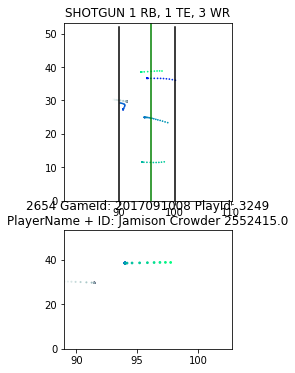 SHOTGUN 1 RB, 1 TE, 3 WR
50
40
30
20
10
0
90 100 110
2654 GameId: 2017091008 PlayId: 3249
PlayerName + ID: Jamison Crowder 2552415.0
40
20
0
90 95 100